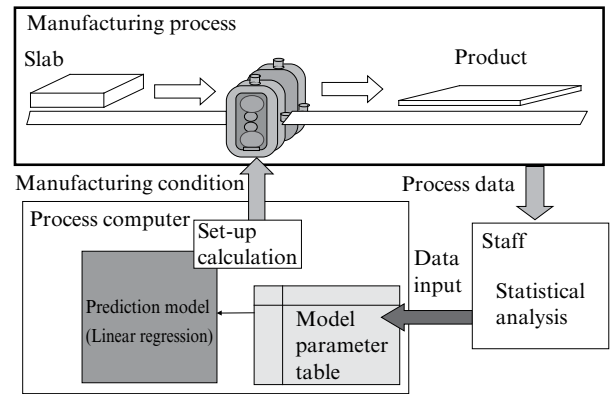 Manufacturing process
Slab
Product
Manufacturing condition
Process data
Process computer
Set-up
calculation
Prediction model
(Linear regression)
Model
parameter
table
Data
input
Staff
Statistical
analysis